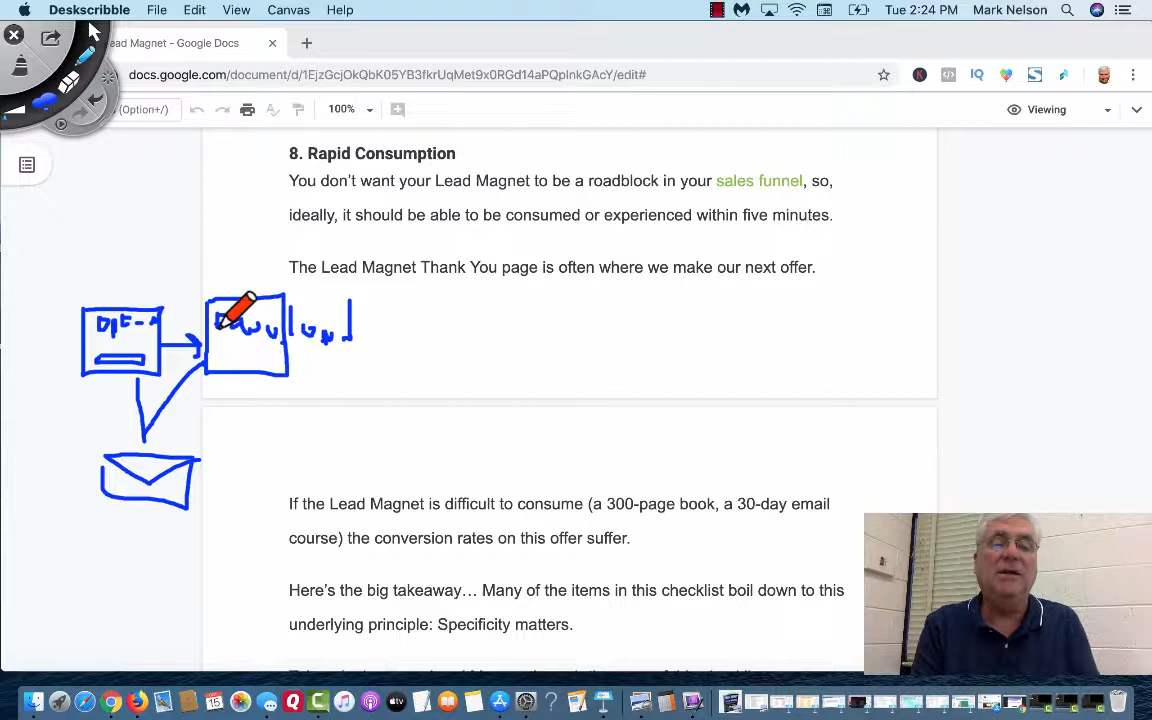 Deskscribble File Edit View Canvas Help Tue 2:24 PM Mark Nelson
ead Magnet - Google Docs
docs.google.com/document/d/1EjzGcjOkQbK05YB3fkrUqMet9x0RGd14aPQpInkGAcY/edit#
(Option+/) 100% Viewing
8. Rapid Consumption
You don't want your Lead Magnet to be a roadblock in your sales funnel, so,
ideally, it should be able to be consumed or experienced within five minutes.
The Lead Magnet Thank You page is often where we make our next offer.
If the Lead Magnet is difficult to consume (a 300-page book, a 30-day email
course) the conversion rates on this offer suffer.
Here's the big takeaway… Many of the items in this checklist boil down to this
underlying principle: Specificity matters.